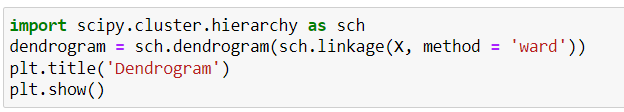 import scipy.cluster.hierarchy as sch
dendrogram = sch.dendrogram(sch.linkage(X, method = 'ward'))
plt.title('Dendrogram')
plt.show()